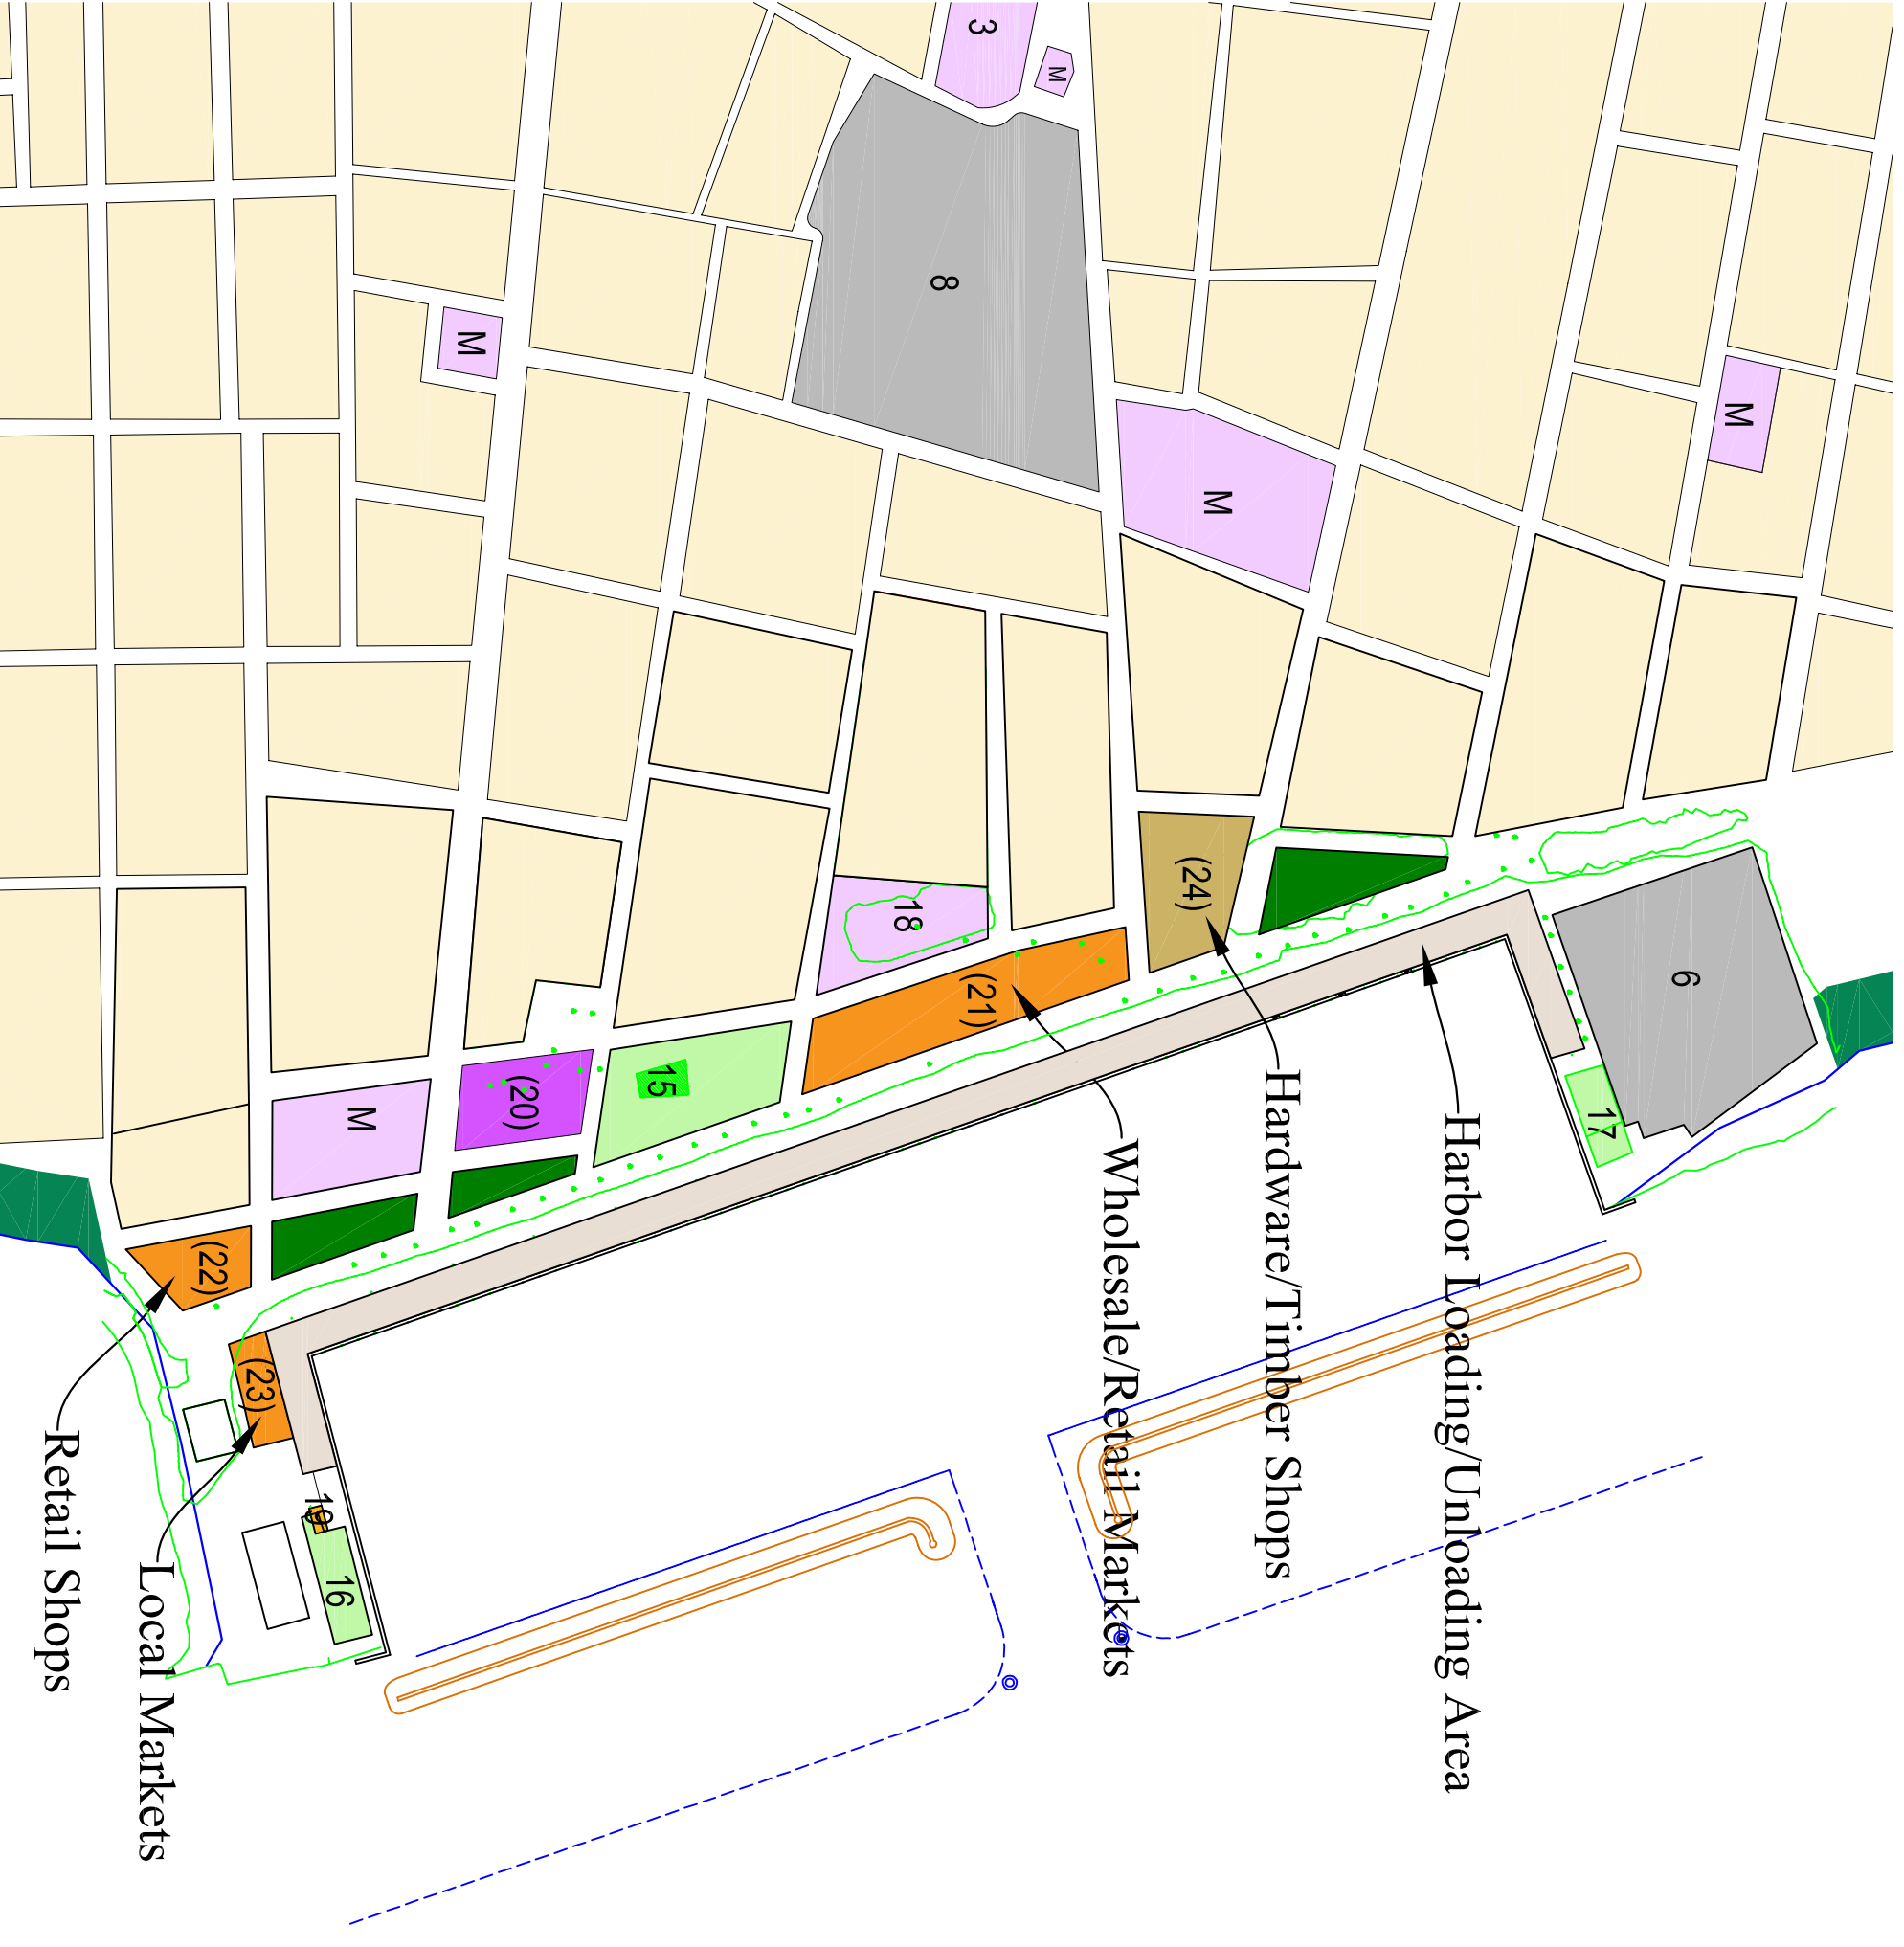 3
M
8
M
M
M
(24)
18
(21)
6
15
(20)
M
17
(22)
(23)
19
16
Harbor Loading/Unloading Area
Hardware/Timber Shops
Wholesale/Retail Markets
Retail Shops
Local Markets